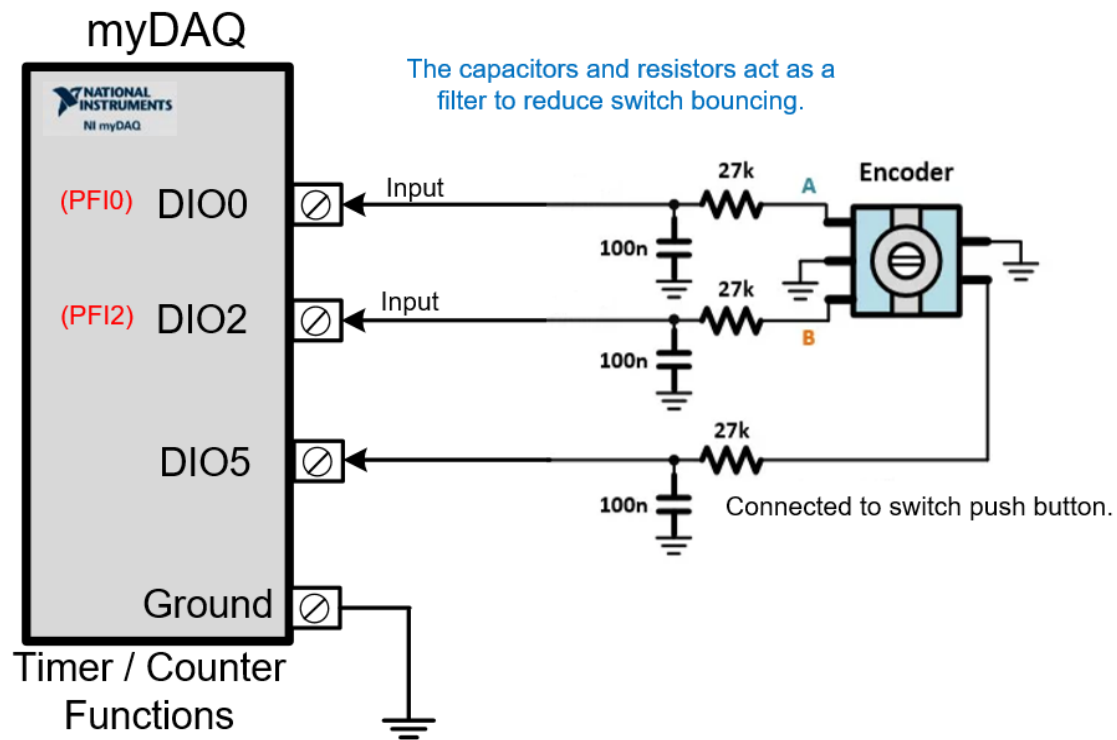 myDAQ
NATIONAL
INSTRUMENTS
NI myDAQ
The capacitors and resistors act as a
filter to reduce switch bouncing.
(PFI0) DIO0
Input
27k
A
Encoder
100n
(PFI2) DIO2
Input
27k
B
100n
DIO5
27k
100n
Connected to switch push button.
Ground
Timer / Counter
Functions